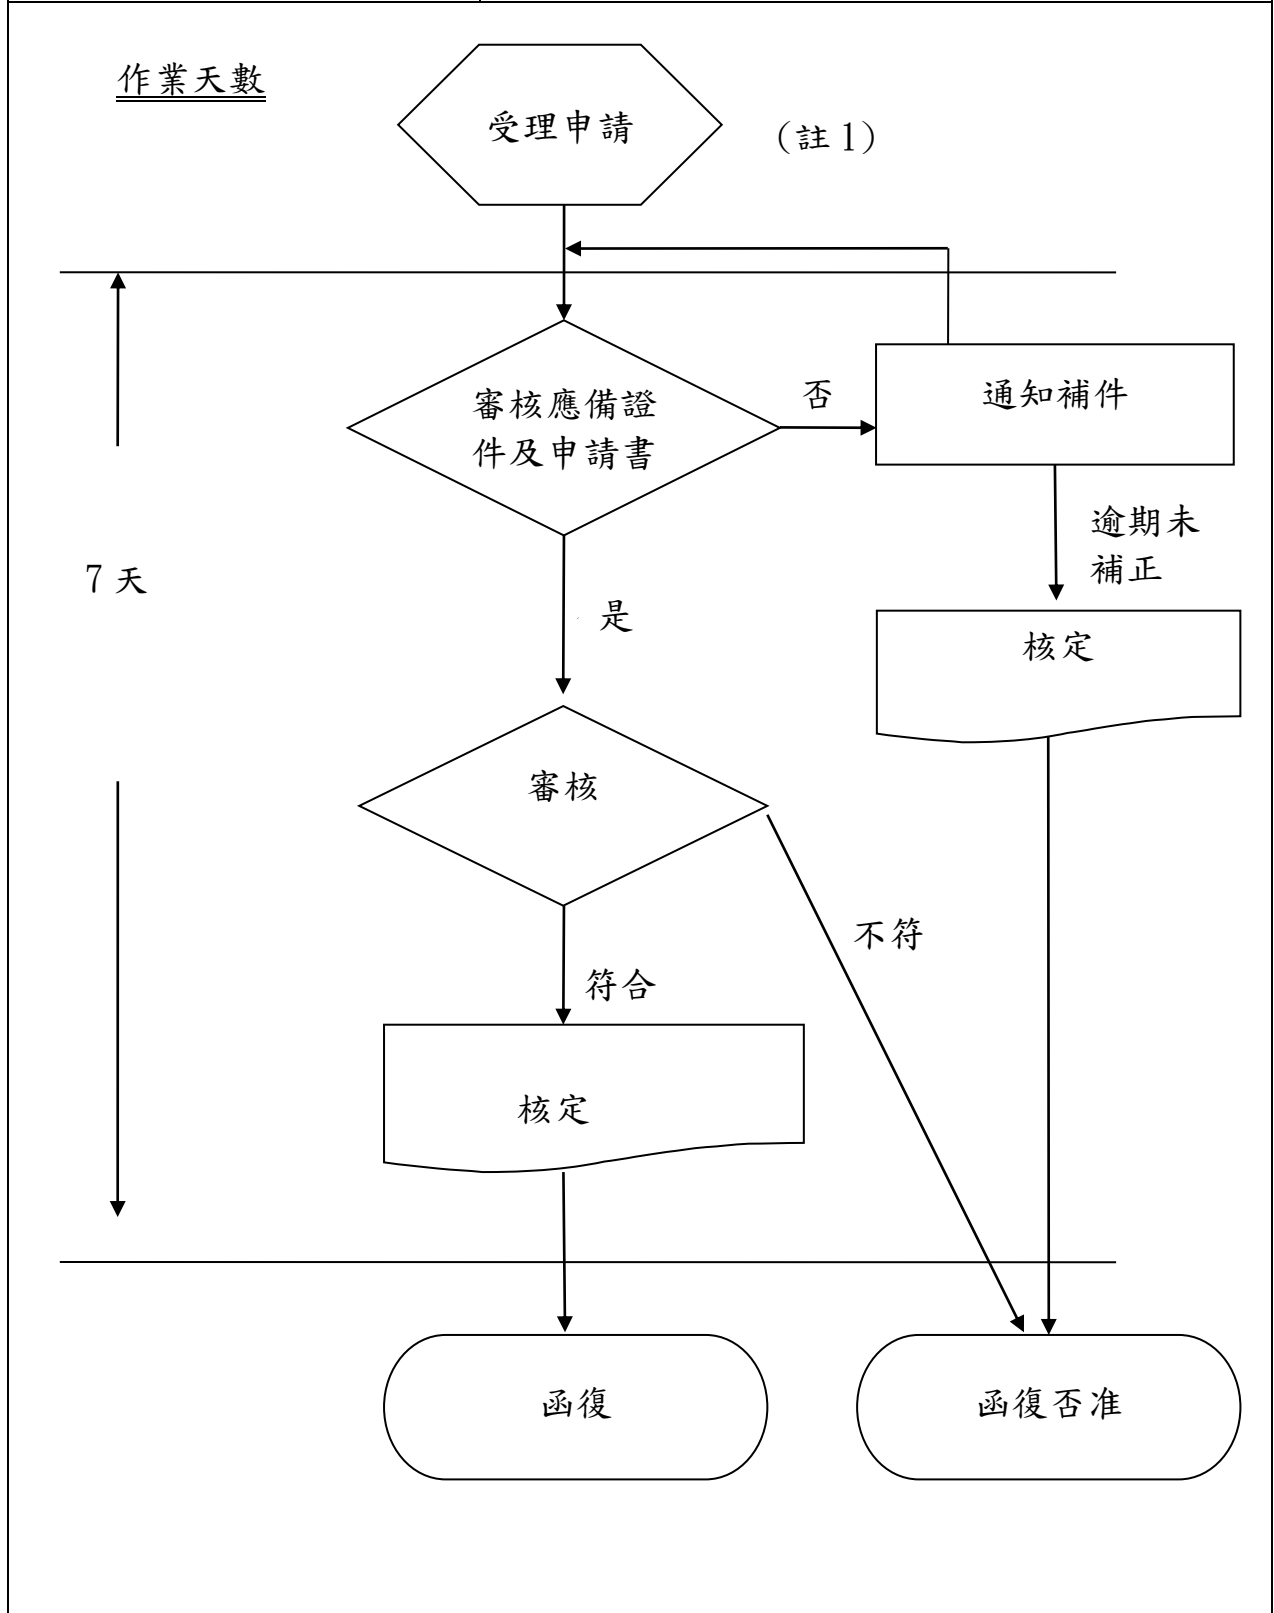 作業天數
受理申請
(註1)
審核應備證
件及申請書
否
通知補件
逾期未
補正
7天
是
核定
審核
不符
符合
核定
函復
函復否准